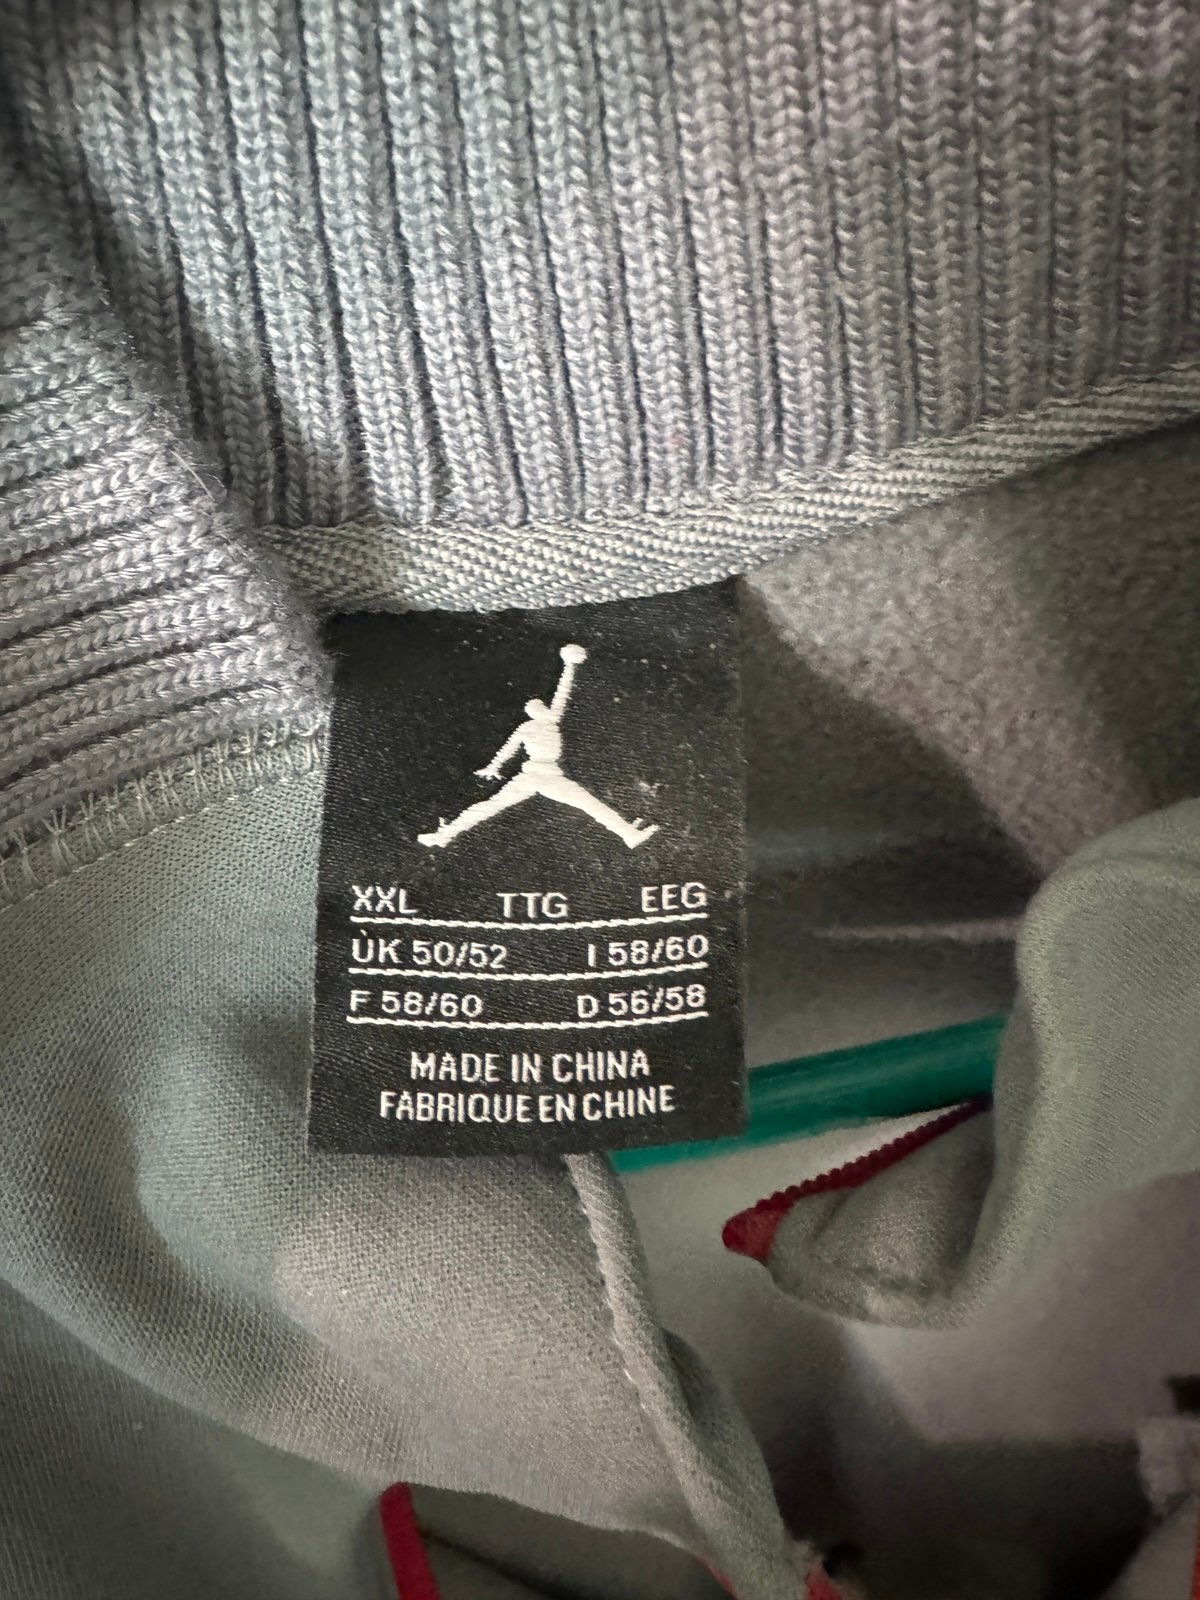 XXL TTG EEG
UK 50/52 I 58/60
F 58/60 D 56/58
MADE IN CHINA
FABRIQUE EN CHINE